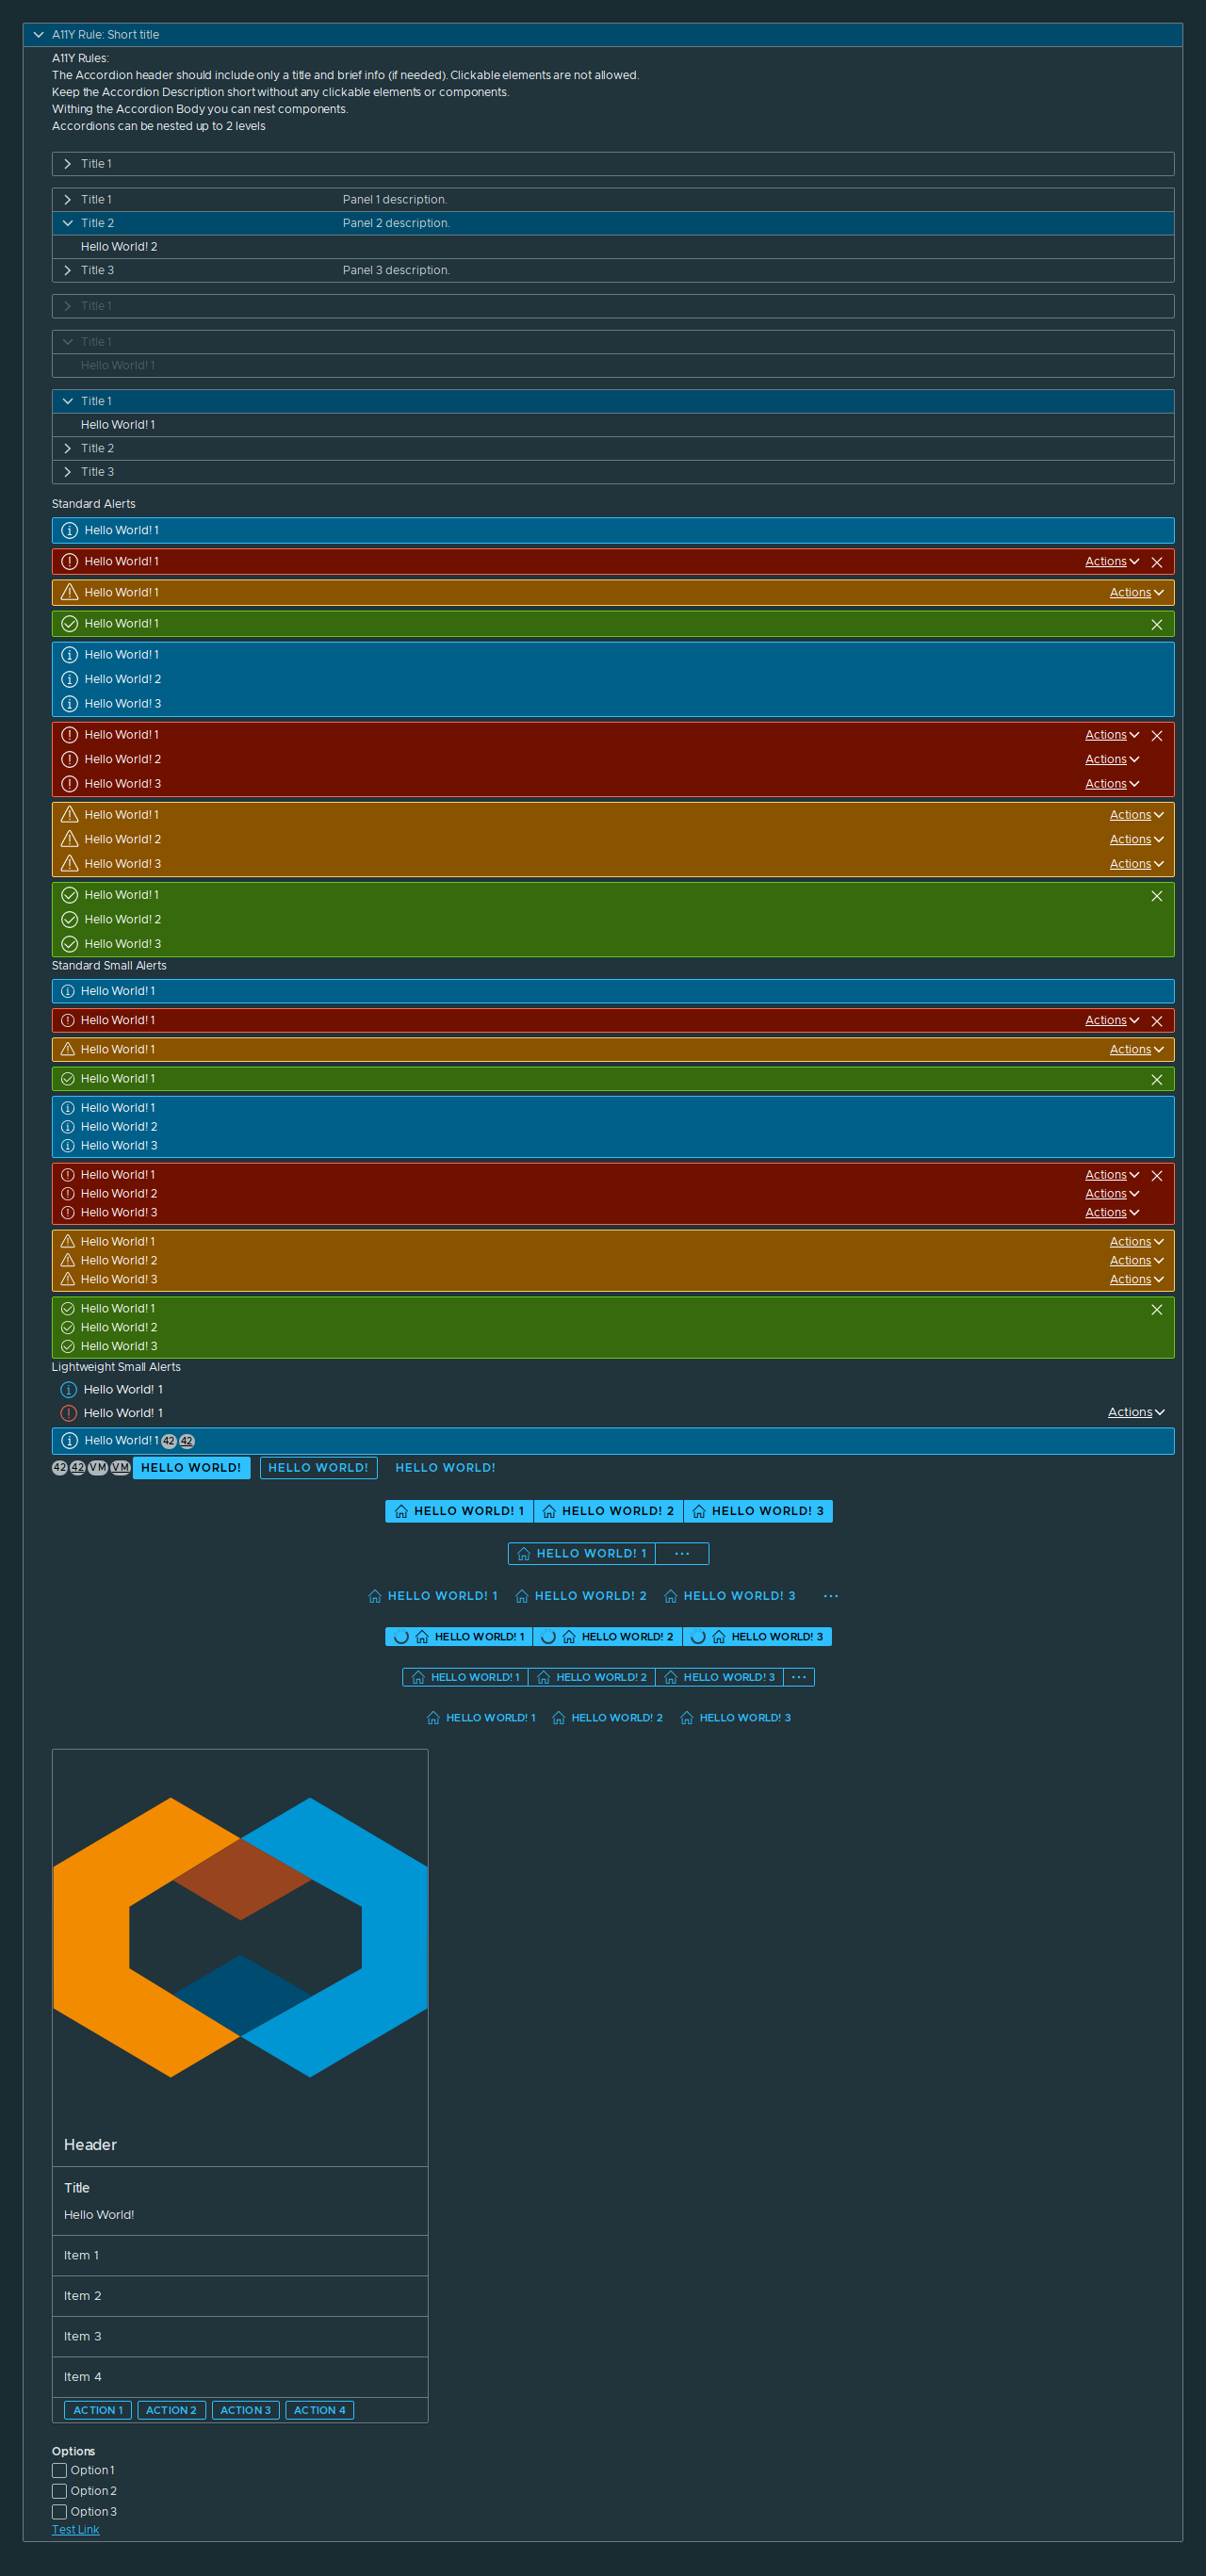 A11Y Rule: Short title
A11Y Rules:
The Accordion header should include only a title and brief info (if needed). Clickable elements are not allowed.
Keep the Accordion Description short without any clickable elements or components.
Withing the Accordion Body you can nest components.
Accordions can be nested up to 2 levels
Title 1
Title 1 Panel 1 description.
Title 2 Panel 2 description.
Hello World! 2
Title 3 Panel 3 description.
Title 1
Title 1
Hello World! 1
Title 1
Hello World! 1
Title 2
Title 3
Standard Alerts
Hello World! 1
Hello World! 1 Actions
Hello World! 1 Actions
Hello World! 1
Hello World! 1
Hello World! 2
Hello World! 3
Hello World! 1 Actions
Hello World! 2 Actions
Hello World! 3 Actions
Hello World! 1 Actions
Hello World! 2 Actions
Hello World! 3 Actions
Hello World! 1
Hello World! 2
Hello World! 3
Standard Small Alerts
Hello World! 1
Hello World! 1 Actions
Hello World! 1 Actions
Hello World! 1
Hello World! 1
Hello World! 2
Hello World! 3
Hello World! 1 Actions
Hello World! 2 Actions
Hello World! 3 Actions
Hello World! 1 Actions
Hello World! 2 Actions
Hello World! 3 Actions
Hello World! 1
Hello World! 2
Hello World! 3
Lightweight Small Alerts
Hello World! 1
Hello World! 1 Actions
Hello World! 1 42 42
42 42 VM VM HELLO WORLD! HELLO WORLD! HELLO WORLD!
HELLO WORLD! 1 HELLO WORLD! 2 HELLO WORLD! 3
HELLO WORLD! 1 ...
HELLO WORLD! 1 HELLO WORLD! 2 HELLO WORLD! 3 ...
HELLO WORLD! 1 HELLO WORLD! 2 HELLO WORLD! 3
HELLO WORLD! 1 HELLO WORLD! 2 HELLO WORLD! 3 ...
HELLO WORLD! 1 HELLO WORLD! 2 HELLO WORLD! 3
Header
Title
Hello World!
Item 1
Item 2
Item 3
Item 4
ACTION 1 ACTION 2 ACTION 3 ACTION 4
Options
Option 1
Option 2
Option 3
Test Link